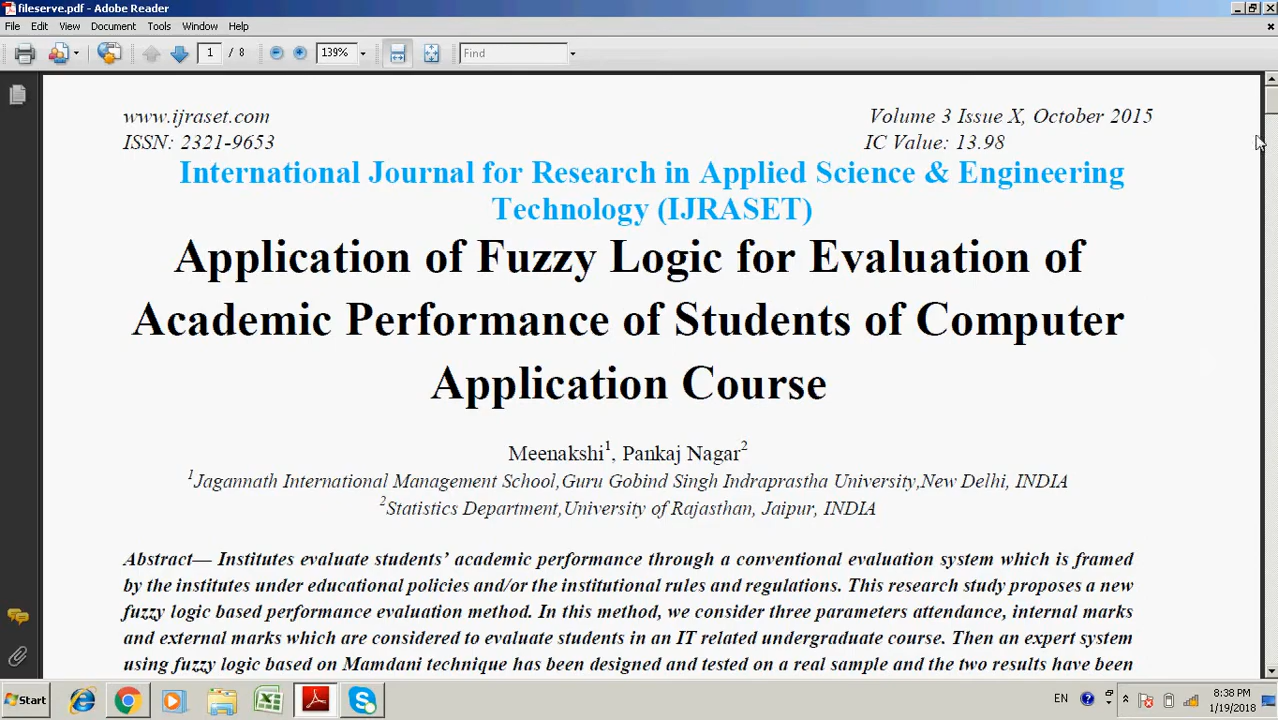 fileserve.pdf - Adobe Reader
File Edit View Document Tools Window Help
1 / 8 139% Find
www.ijraset.com Volume 3 Issue X, October 2015
ISSN: 2321-9653 IC Value: 13.98
International Journal for Research in Applied Science & Engineering
Technology (IJRASET)
Application of Fuzzy Logic for Evaluation of
Academic Performance of Students of Computer
Application Course
Meenakshi1, Pankaj Nagar2
1Jagannath International Management School,Guru Gobind Singh Indraprastha University,New Delhi, INDIA
2Statistics Department,University of Rajasthan, Jaipur, INDIA
Abstract— Institutes evaluate students’ academic performance through a conventional evaluation system which is framed
by the institutes under educational policies and/or the institutional rules and regulations. This research study proposes a new
fuzzy logic based performance evaluation method. In this method, we consider three parameters attendance, internal marks
and external marks which are considered to evaluate students in an IT related undergraduate course. Then an expert system
using fuzzy logic based on Mamdani technique has been designed and tested on a real sample and the two results have been
Start EN 8:38 PM
1/19/2018